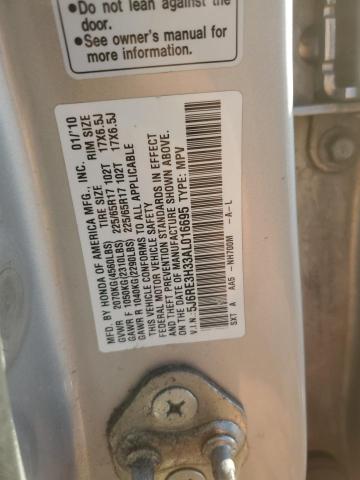 ●Do not lean against the
door.
●See owner's manual for
more information.
MFD. BY HONDA OF AMERICA MFG., INC. 01/'10
TIRE SIZE RIM SIZE
GVWR 2070KG(4560LBS) 225/65R17 102T 17X6.5J
GAWR F 1050KG(2310LBS) 225/65R17 102T 17X6.5J
GAWR R 1040KG(2290LBS)
THIS VEHICLE CONFORMS TO ALL APPLICABLE
FEDERAL MOTOR VEHICLE SAFETY
AND THEFT PREVENTION STANDARDS IN EFFECT
ON THE DATE OF MANUFACTURE SHOWN ABOVE.
V.I.N.: 5J6RE3H33AL016695 TYPE: MPV
SXT A AA5 -NH700M -A-L